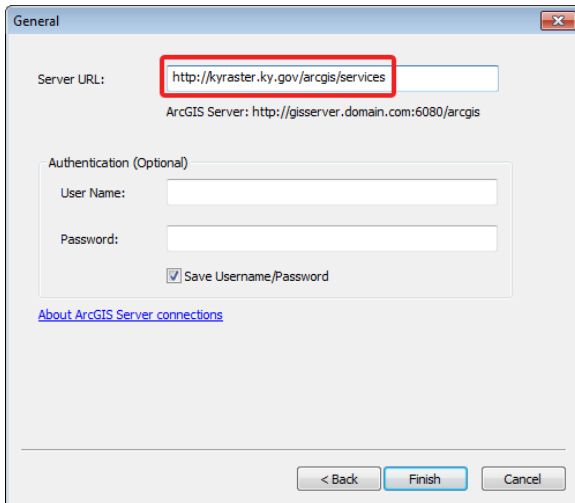 General
Server URL: http://kyraster.ky.gov/arcgis/services
ArcGIS Server: http://gisserver.domain.com:6080/arcgis
Authentication (Optional)
User Name:
Password:
Save Username/Password
About ArcGIS Server connections
< Back Finish Cancel